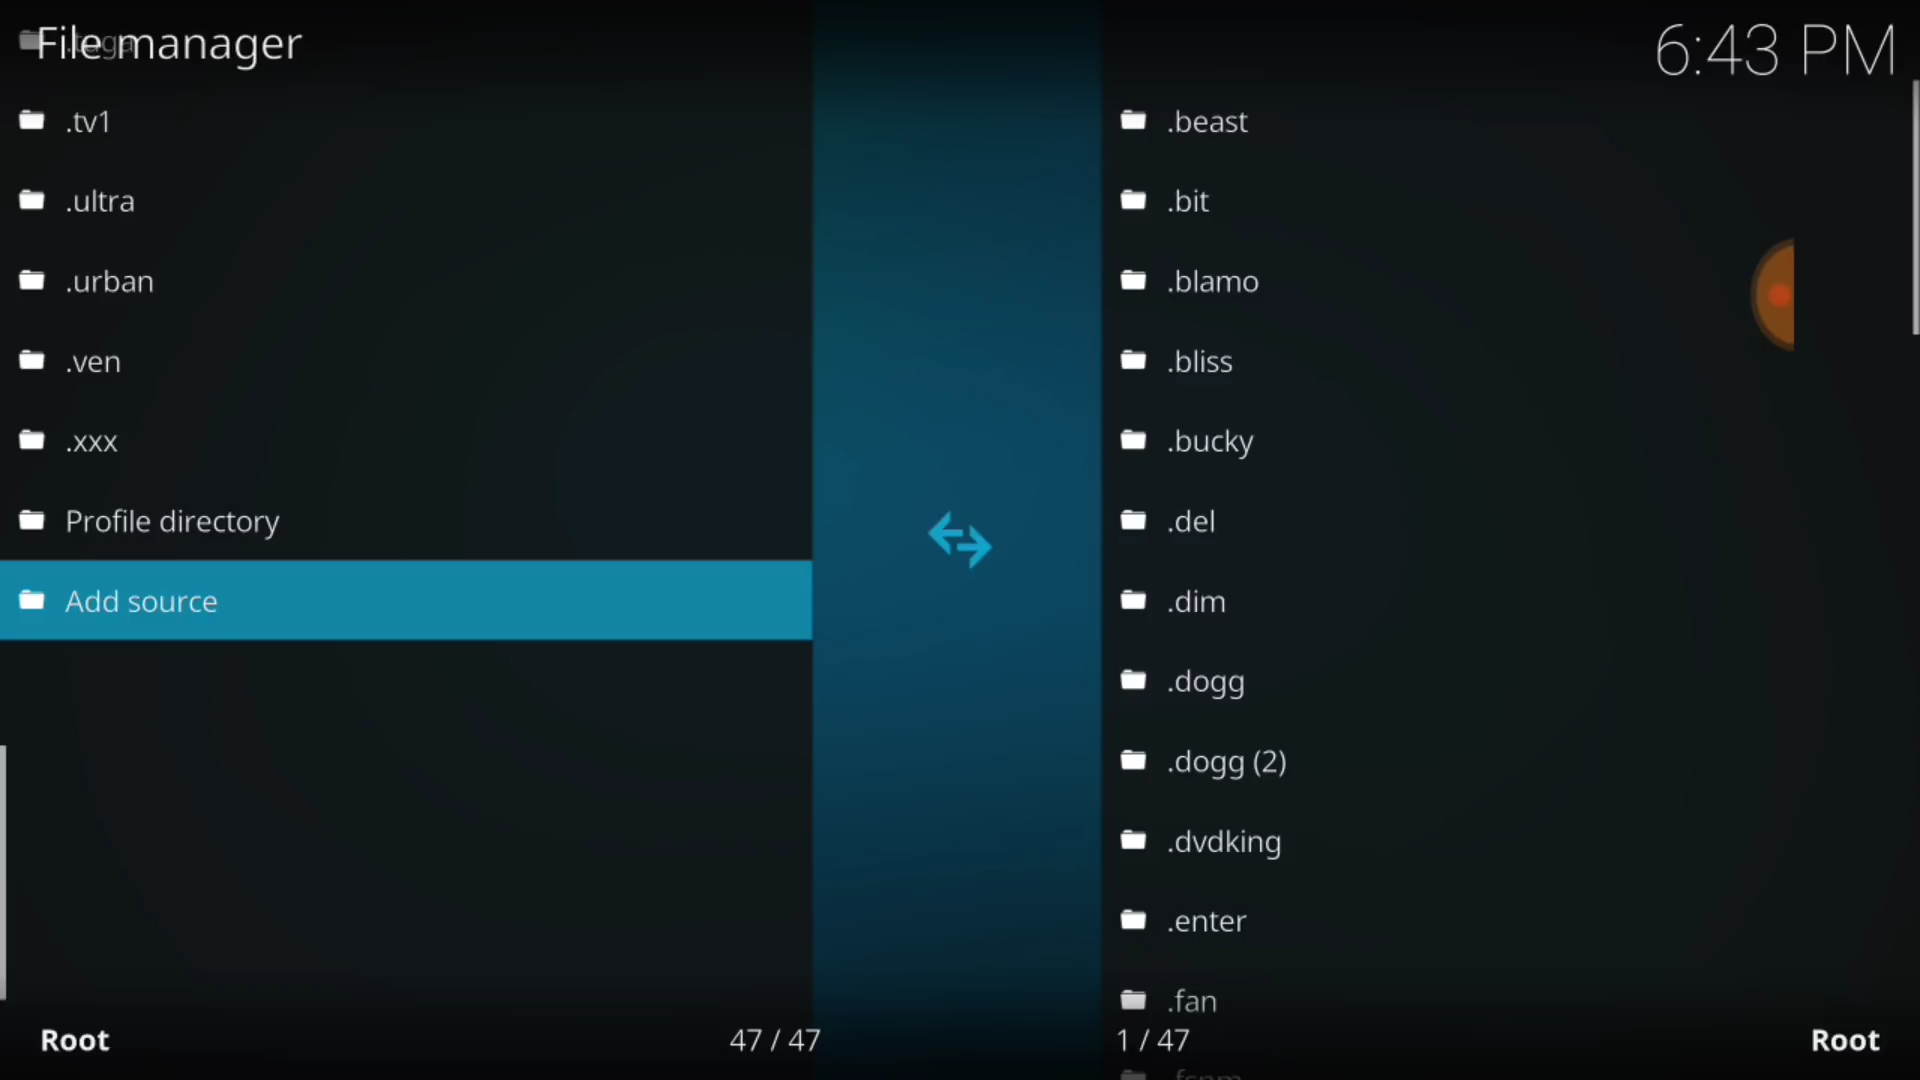 File manager
6:43 PM
.tv1
.ultra
.urban
.ven
.xxx
Profile directory
Add source
.beast
.bit
.blamo
.bliss
.bucky
.del
.dim
.dogg
.dogg (2)
.dvdking
.enter
.fan
Root
47 / 47
1 / 47
Root